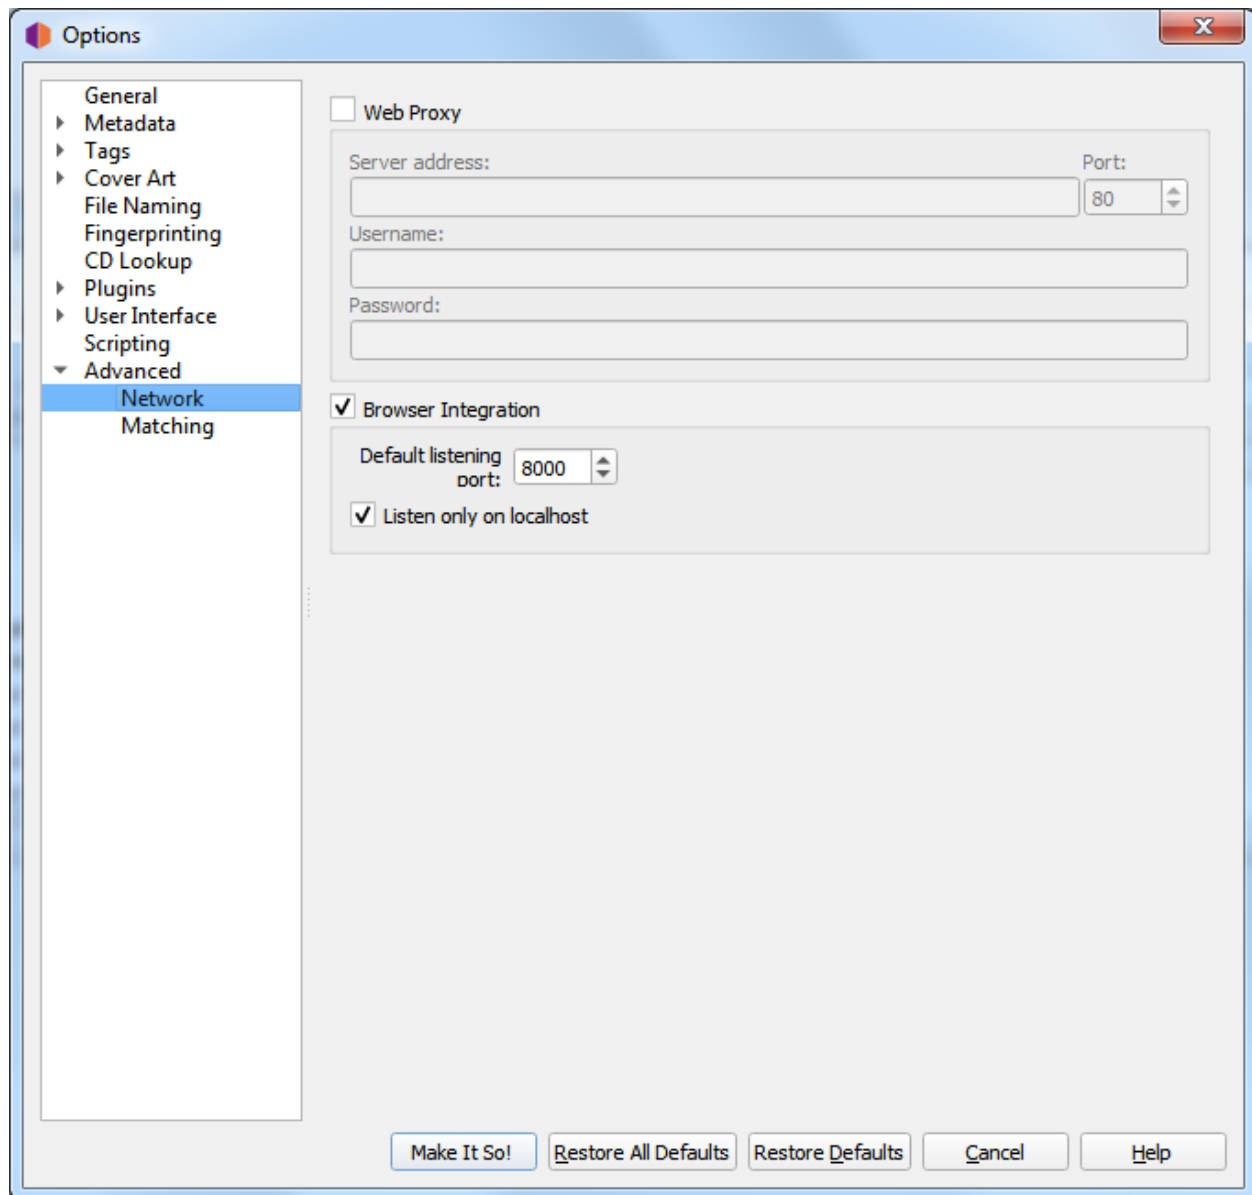 Options
General
Metadata
Tags
Cover Art
File Naming
Fingerprinting
CD Lookup
Plugins
User Interface
Scripting
Advanced
Network
Matching
Web Proxy
Server address: Port:
80
Username:
Password:
Browser Integration
Default listening
port: 8000
Listen only on localhost
Make It So! Restore All Defaults Restore Defaults Cancel Help